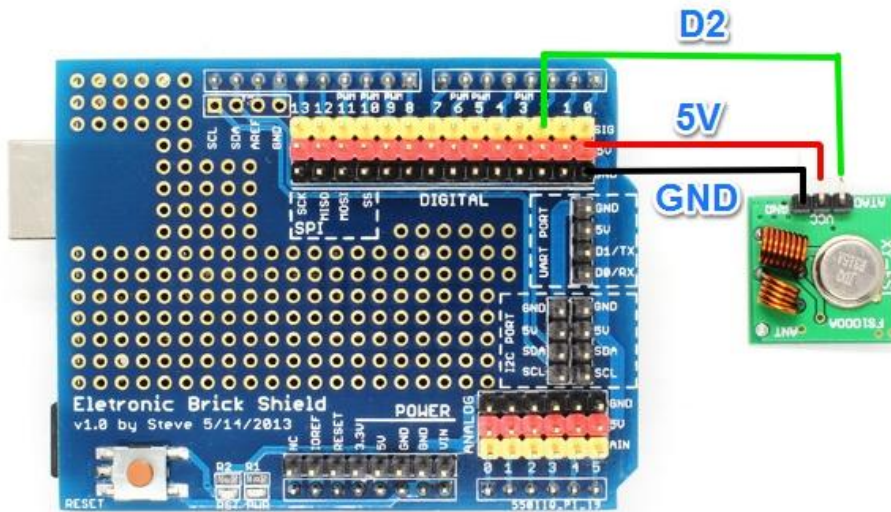 D2
5V
GND
PWM PWM PWM
13 12 11 10 9 8
PWM PWM PWM
7 6 5 4 3 1 0
SCL
SDA
AREF
GND
SIG
5V
GND
DIGITAL
SCK
MISO
MOSI
SS
SPI
UART PORT
GND
5V
D1/TX
D0/RX
I2C PORT
GND GND
5V 5V
SDA SDA
SCL SCL
GND
VCC
ATAD
FS1000A
ANT
Eletronic Brick Shield
v1.0 by Steve 5/14/2013
POWER
NC
IOREF
RESET
3.3V
5V
GND
GND
VIN
ANALOG
GND
5V
AIN
0 1 2 3 4 5
R2 R1
RST PWR
RESET